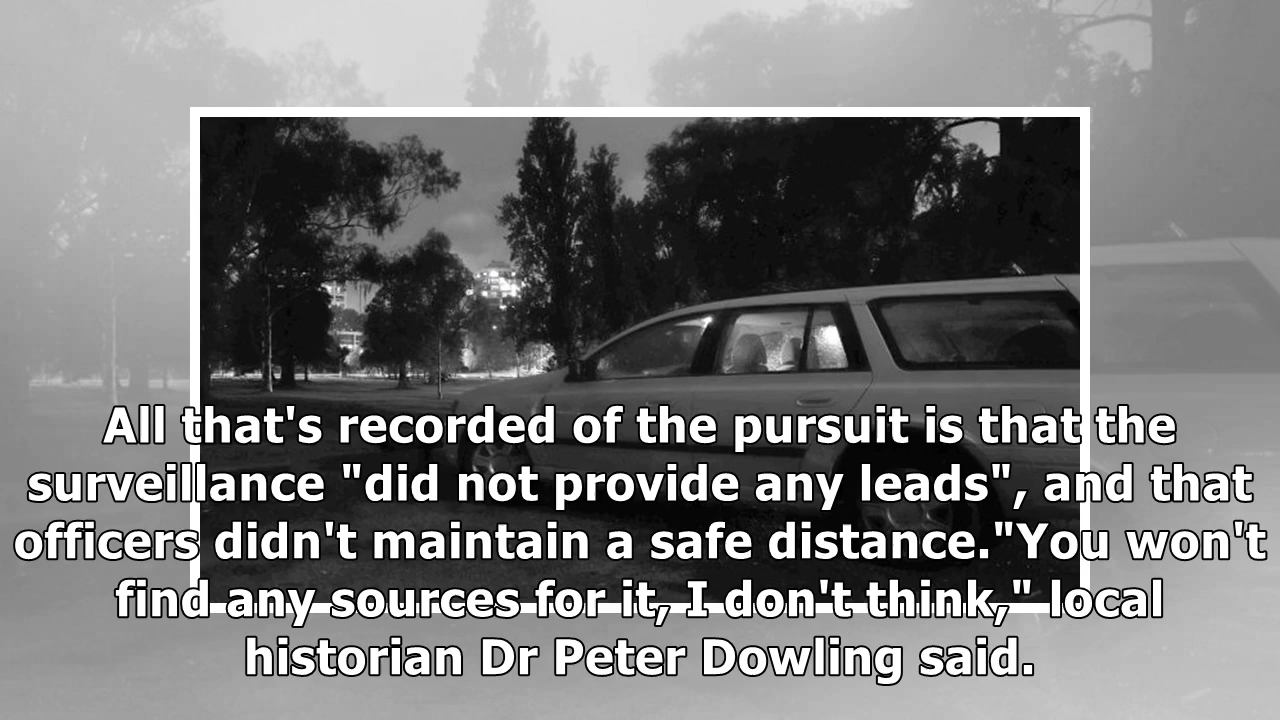 All that's recorded of the pursuit is that the
surveillance "did not provide any leads", and that
officers didn't maintain a safe distance."You won't
find any sources for it, I don't think," local
historian Dr Peter Dowling said.